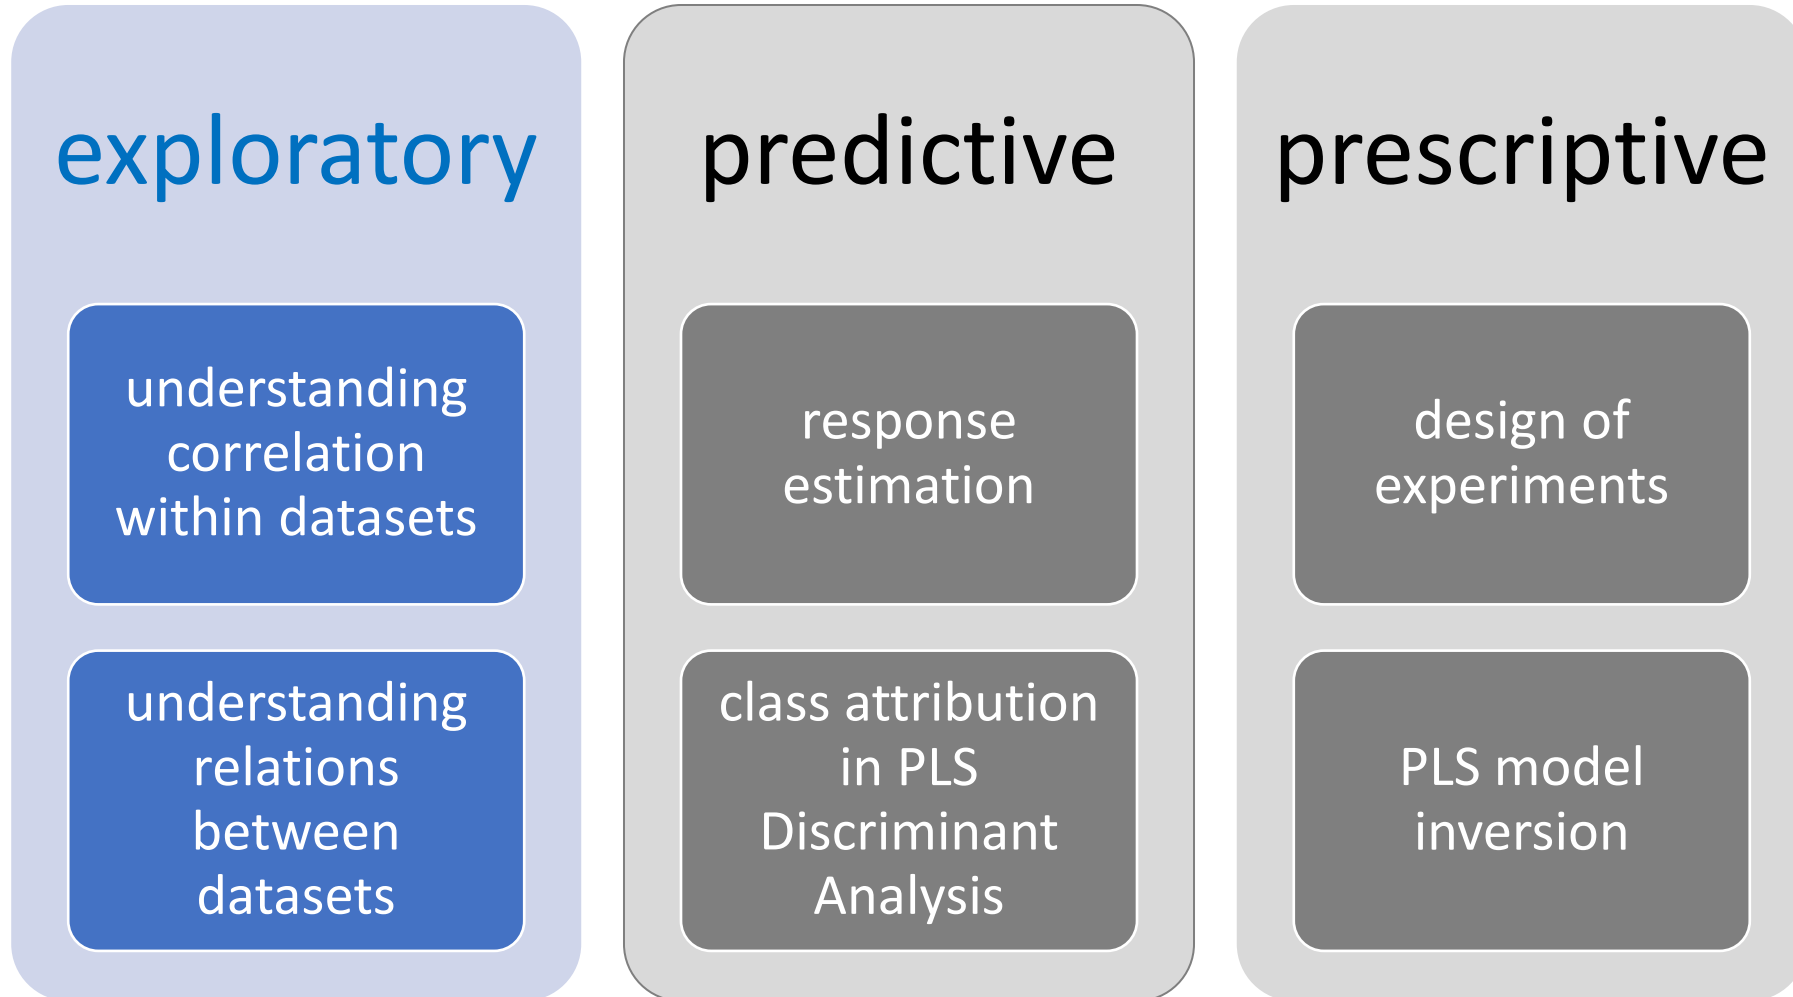 exploratory
understanding
correlation
within datasets
understanding
relations
between
datasets
predictive
response
estimation
class attribution
in PLS
Discriminant
Analysis
prescriptive
design of
experiments
PLS model
inversion